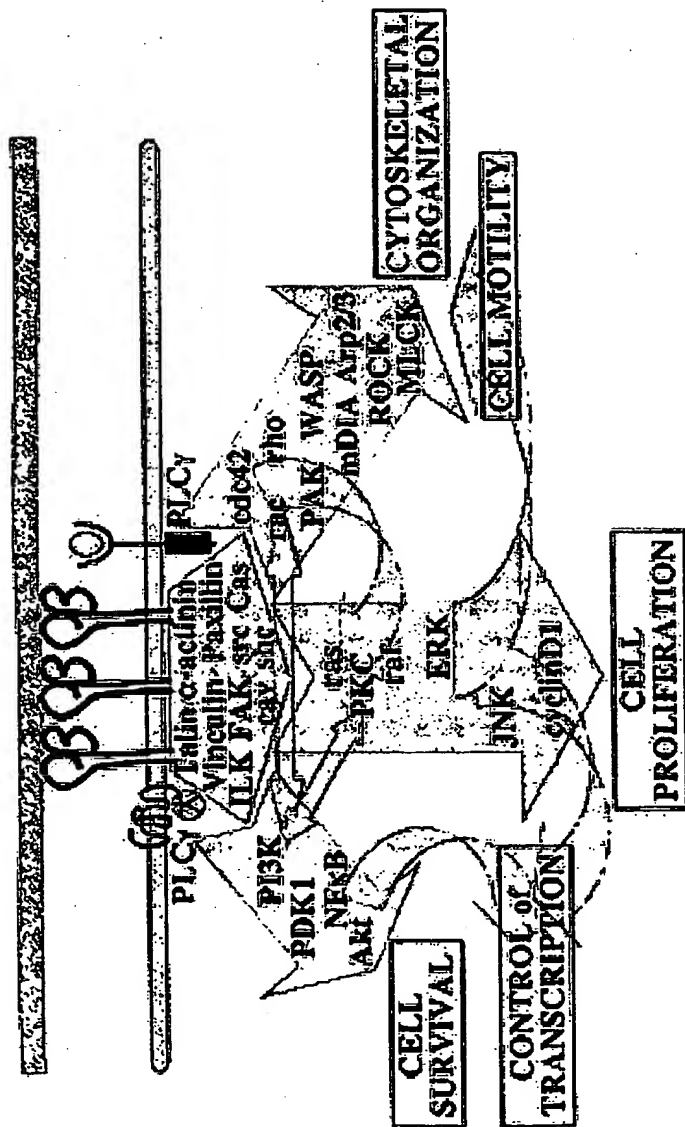 PLCγ
PLCγ
Talin α-actinin
Vinculin Paxillin
ILK FAK src Cas
cav shc
cdc42
rac rho
PAK WASP
mDIA Arp2/3
ROCK
MLCK
PI3K
PDK1
NFκB
Akt
ras
PKC
raf
ERK
JNK
cyclinD1
CYTOSKELETAL
ORGANIZATION
CELL MOTILITY
CELL
PROLIFERATION
CELL
SURVIVAL
CONTROL of
TRANSCRIPTION